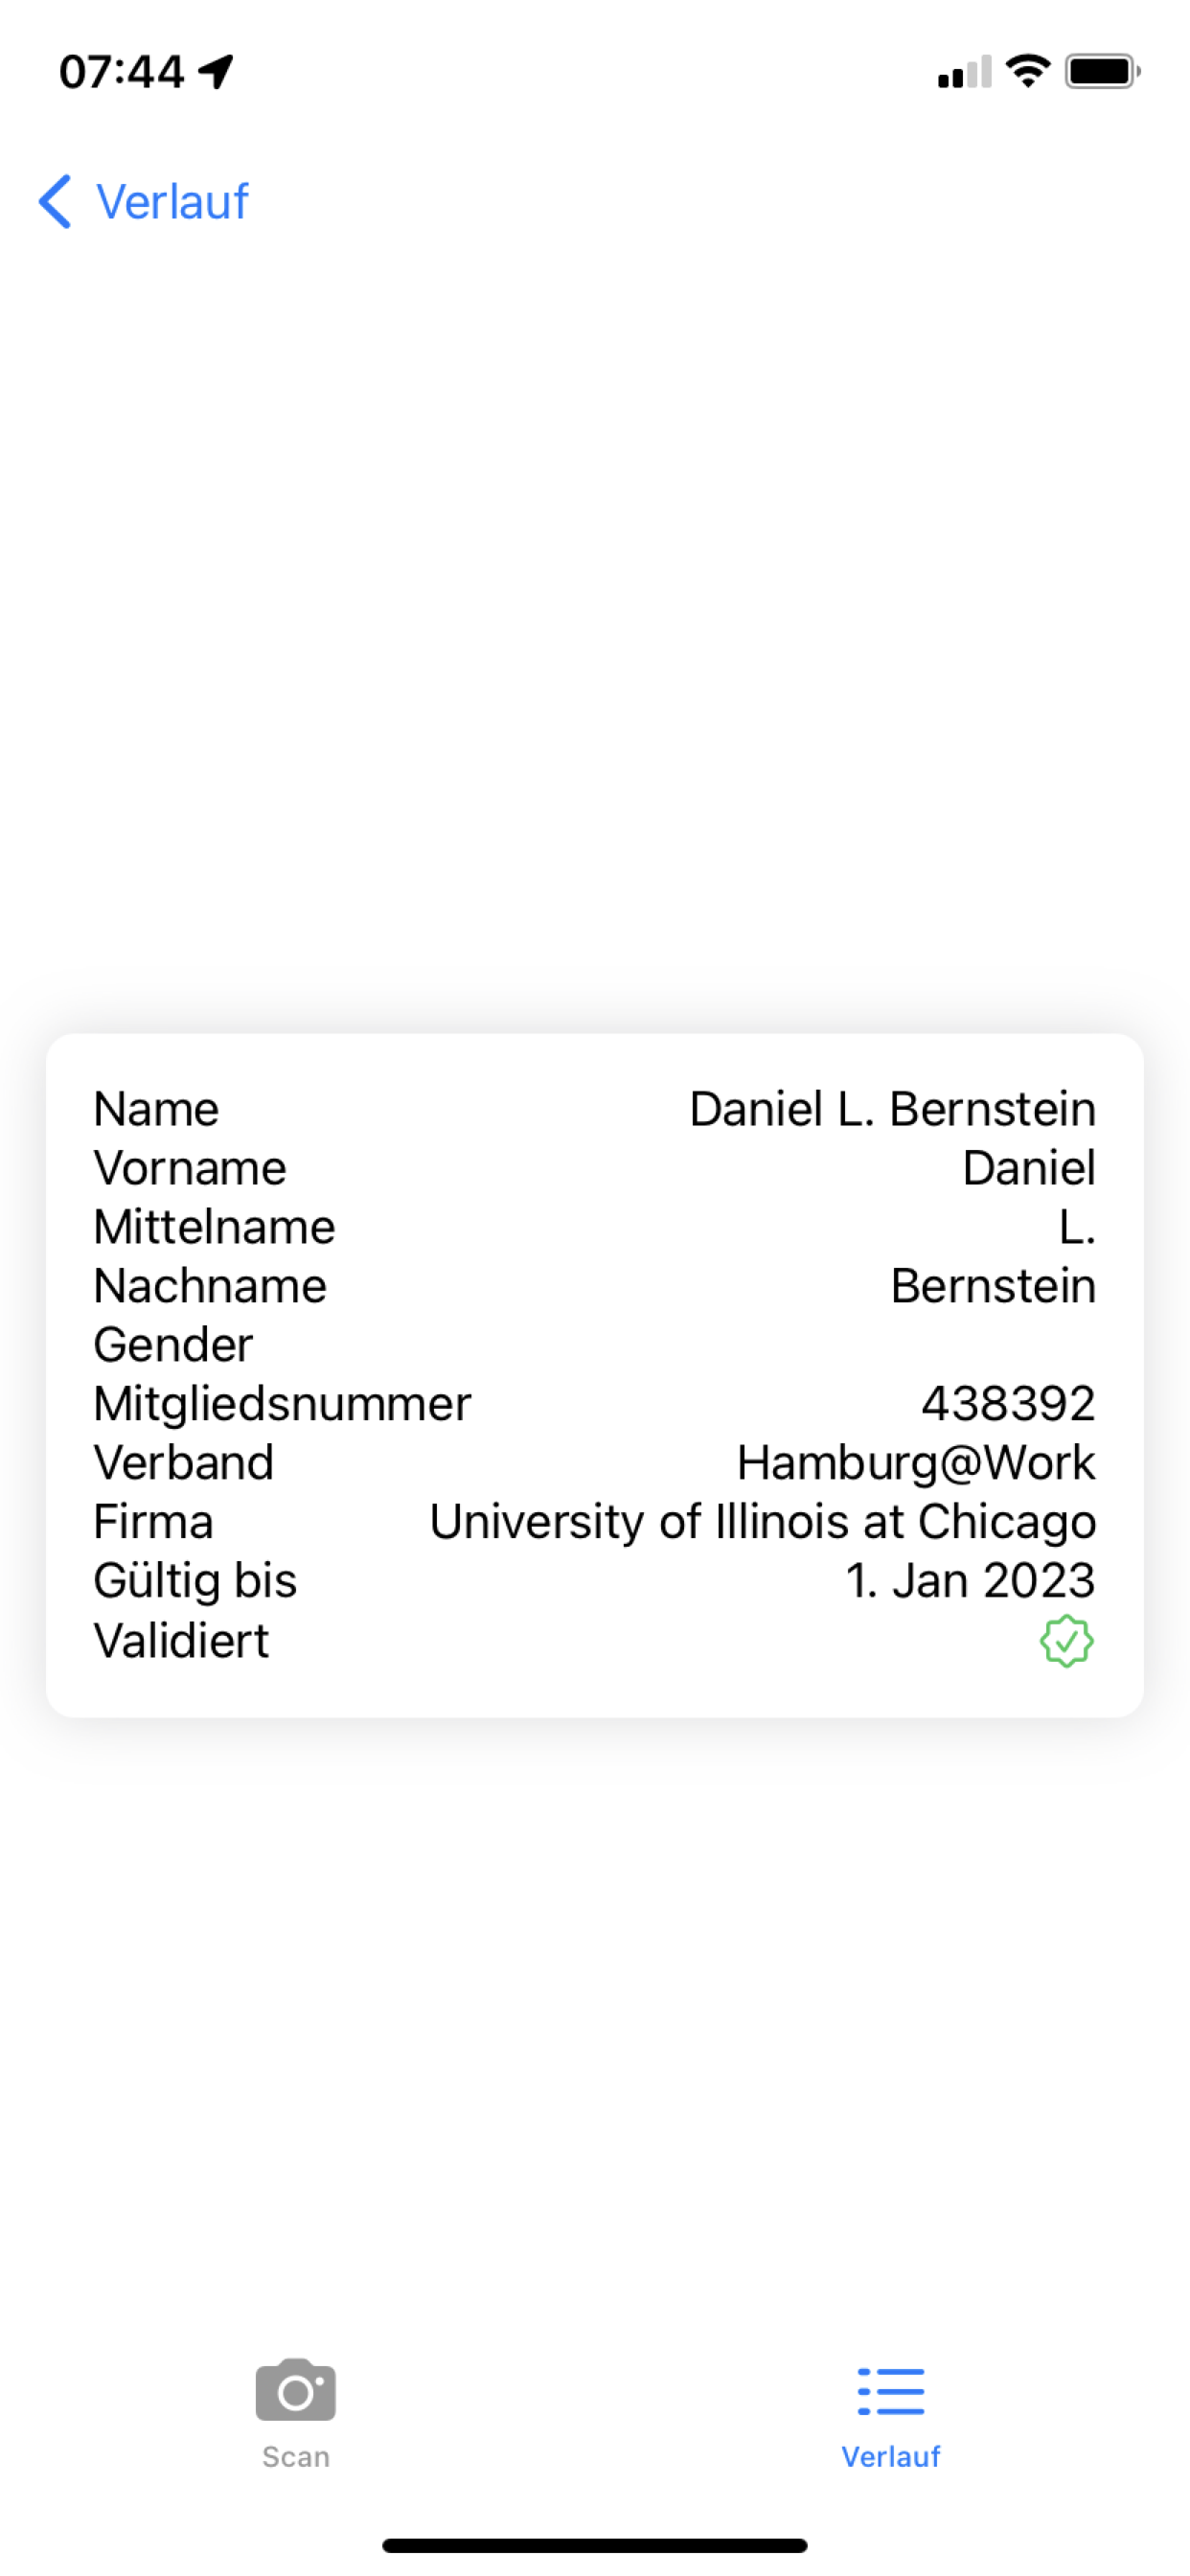 07:44
Verlauf
Name Daniel L. Bernstein
Vorname Daniel
Mittelname L.
Nachname Bernstein
Gender
Mitgliedsnummer 438392
Verband Hamburg@Work
Firma University of Illinois at Chicago
Gültig bis 1. Jan 2023
Validiert
Scan Verlauf